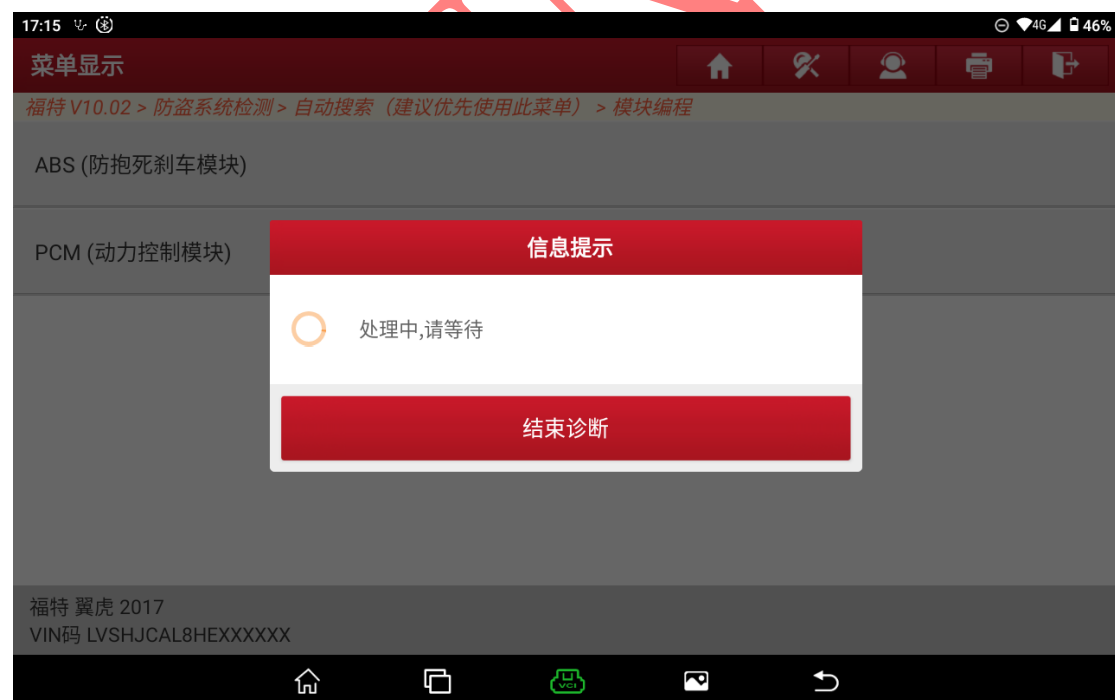 17:15 4G 46%
菜单显示
福特 V10.02 > 防盗系统检测 > 自动搜索（建议优先使用此菜单） > 模块编程
ABS (防抱死刹车模块)
PCM (动力控制模块)
信息提示
处理中,请等待
结束诊断
福特 翼虎 2017
VIN码 LVSHJCAL8HEXXXXXX
VCI